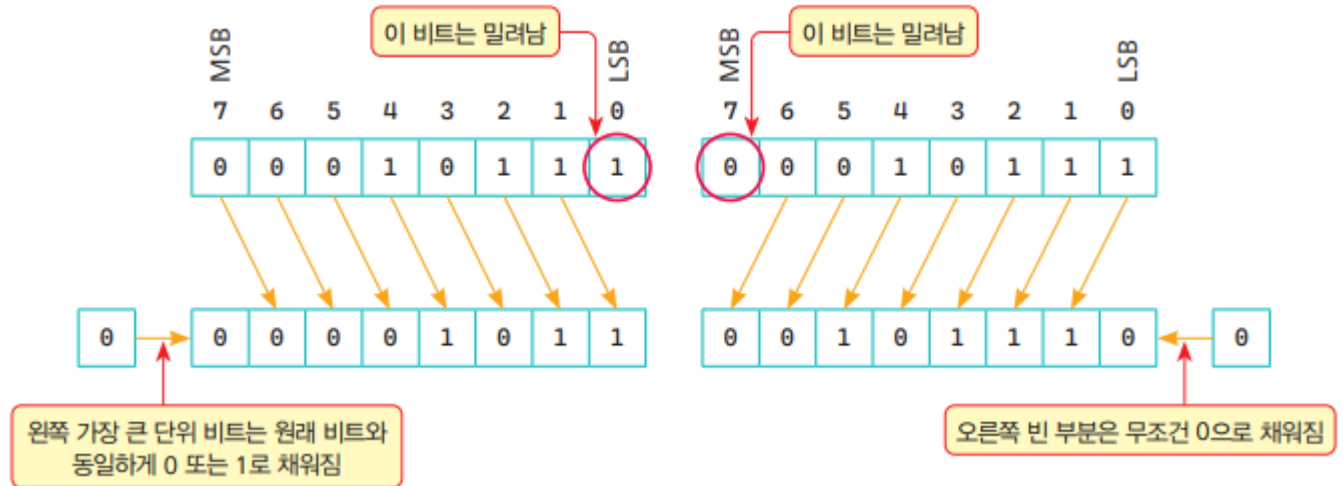 이 비트는 밀려남
이 비트는 밀려남
MSB LSB MSB LSB
7 6 5 4 3 2 1 0 7 6 5 4 3 2 1 0
0 0 0 1 0 1 1 1 0 0 0 1 0 1 1 1
0 0 0 0 0 1 0 1 1 0 0 1 0 1 1 1 0 0
왼쪽 가장 큰 단위 비트는 원래 비트와
동일하게 0 또는 1로 채워짐
오른쪽 빈 부분은 무조건 0으로 채워짐